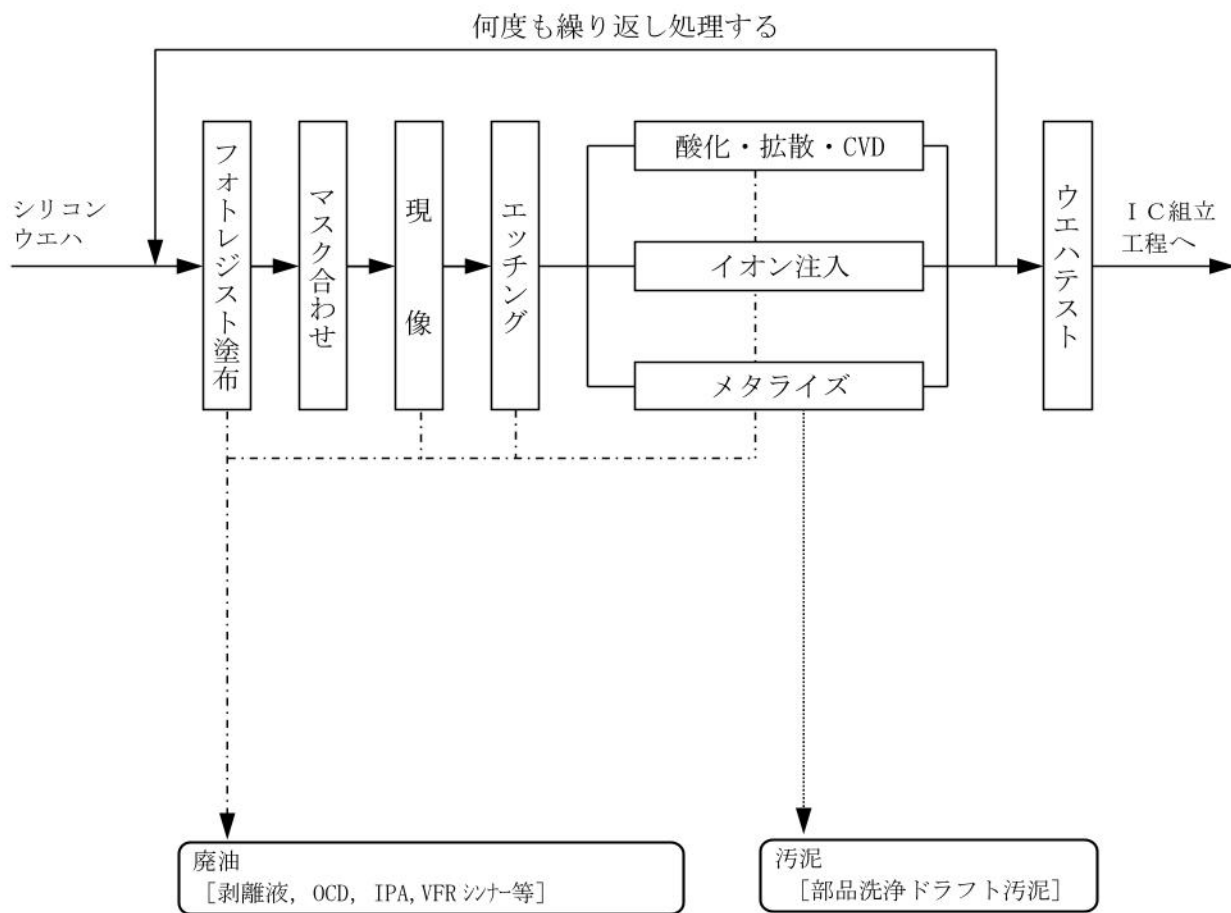 何度も繰り返し処理する
シリコン
ウエハ
フォトレジスト塗布
マスク合わせ
現像
エッチング
酸化・拡散・CVD
イオン注入
メタライズ
ウエハテスト
ＩＣ組立
工程へ
廃油
［剥離液, OCD, IPA, VFRｼﾝﾅｰ等］
汚泥
［部品洗浄ドラフト汚泥］